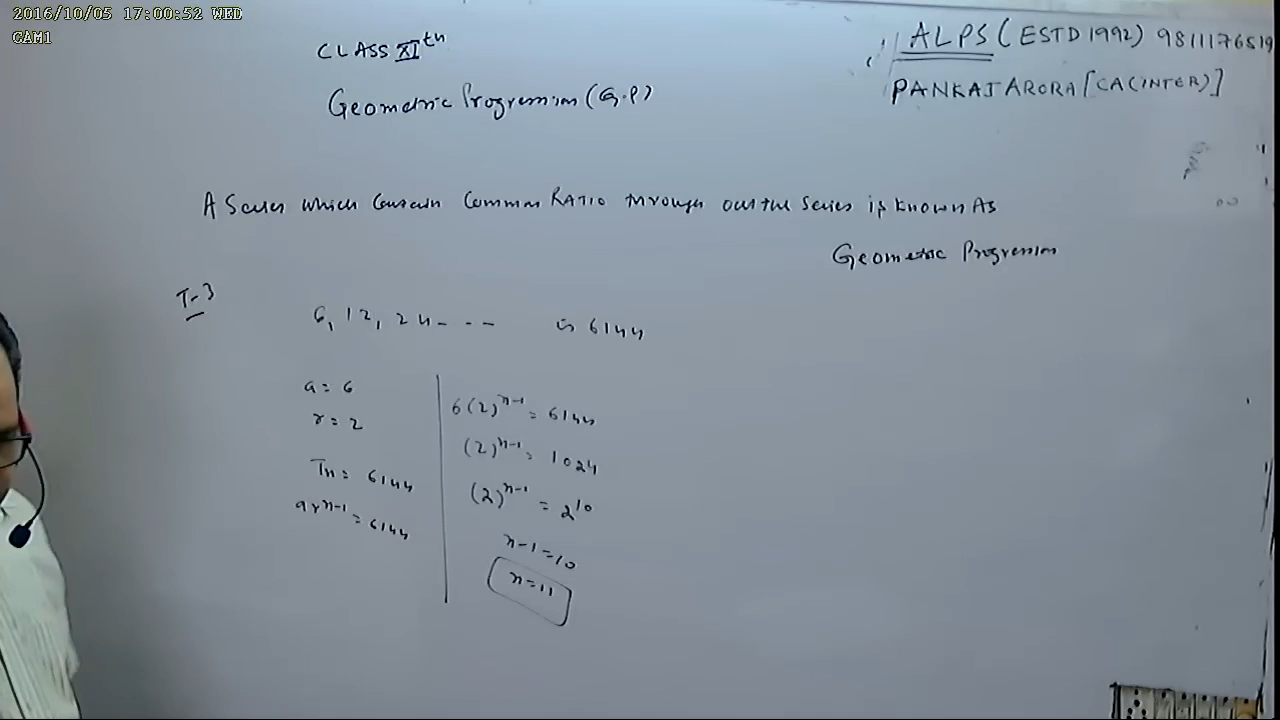 2016/10/05 17:00:52 WED
CAM1
CLASS XIth
Geometric Progression (G.P)
ALPS (ESTD 1992) 9811176519
PANKAJ ARORA [CA (INTER)]
A Series which Contain Common RATIO through out the Series is known As
Geometric Progression
T-3
6, 12, 24 - - - is 6144
a = 6
r = 2
Tn = 6144
ar^n-1 = 6144
6(2)^n-1 = 6144
(2)^n-1 = 1024
(2)^n-1 = 2^10
n-1 = 10
n = 11